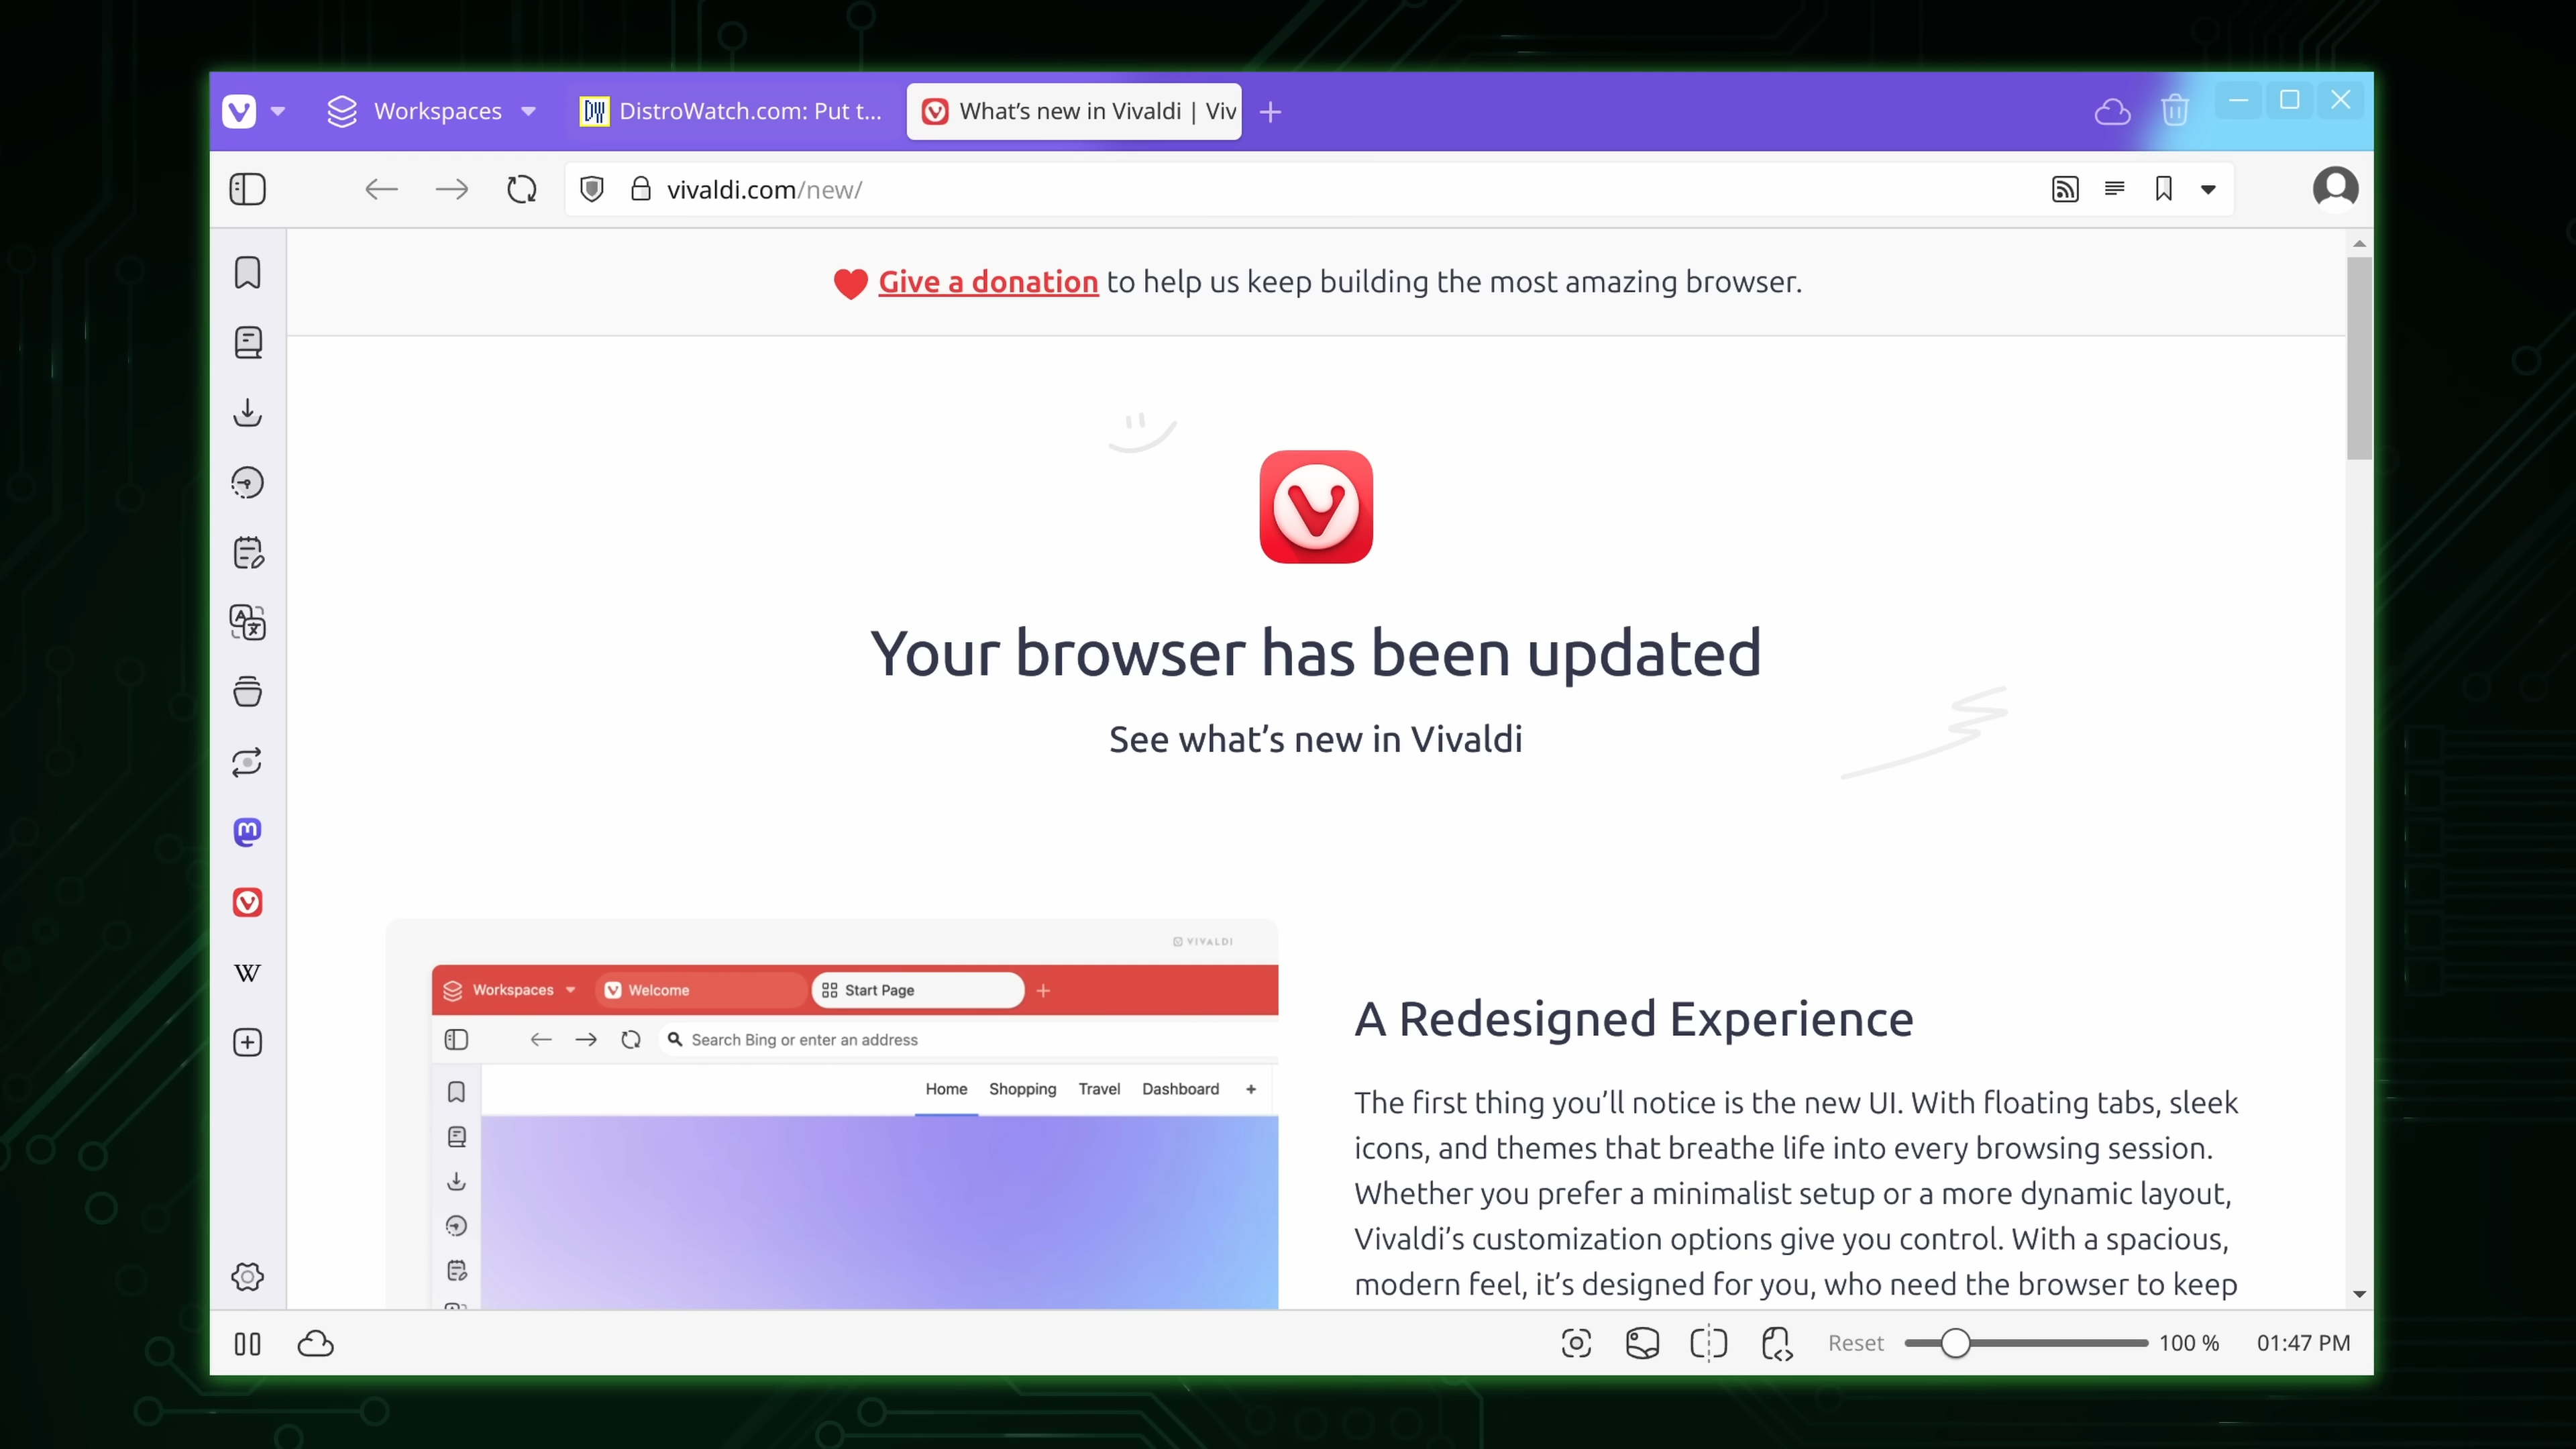 Workspaces
DistroWatch.com: Put t...
What’s new in Vivaldi | Viv
vivaldi.com/new/
Give a donation to help us keep building the most amazing browser.
Your browser has been updated
See what’s new in Vivaldi
VIVALDI
Workspaces
Welcome
Start Page
Search Bing or enter an address
Home
Shopping
Travel
Dashboard
A Redesigned Experience
The first thing you’ll notice is the new UI. With floating tabs, sleek
icons, and themes that breathe life into every browsing session.
Whether you prefer a minimalist setup or a more dynamic layout,
Vivaldi’s customization options give you control. With a spacious,
modern feel, it’s designed for you, who need the browser to keep
Reset
100 %
01:47 PM